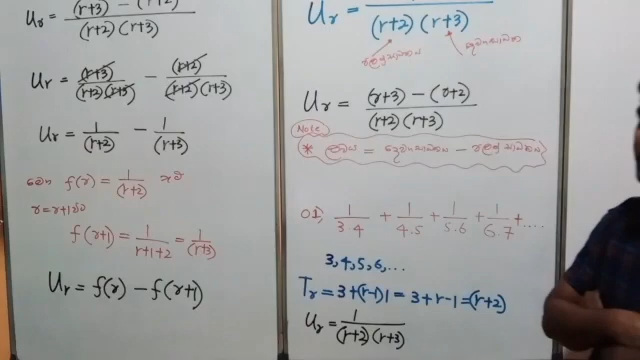 Ur = (r+3) - (r+2) / (r+2) (r+3)
Ur = (r+3) / (r+2)(r+3) - (r+2) / (r+2)(r+3)
Ur = 1 / (r+2) - 1 / (r+3)
f(r) = 1 / (r+2)
r = r+1
f(r+1) = 1 / r+1+2 = 1 / (r+3)
Ur = f(r) - f(r+1)
Ur = / (r+2) (r+3)
Ur = (r+3) - (r+2) / (r+2) (r+3)
Note
* ලවය = -
01) 1/3.4 + 1/4.5 + 1/5.6 + 1/6.7 + ....
3, 4, 5, 6, ...
Tr = 3+(r-1)1 = 3+r-1 = (r+2)
Ur = 1 / (r+2) (r+3)